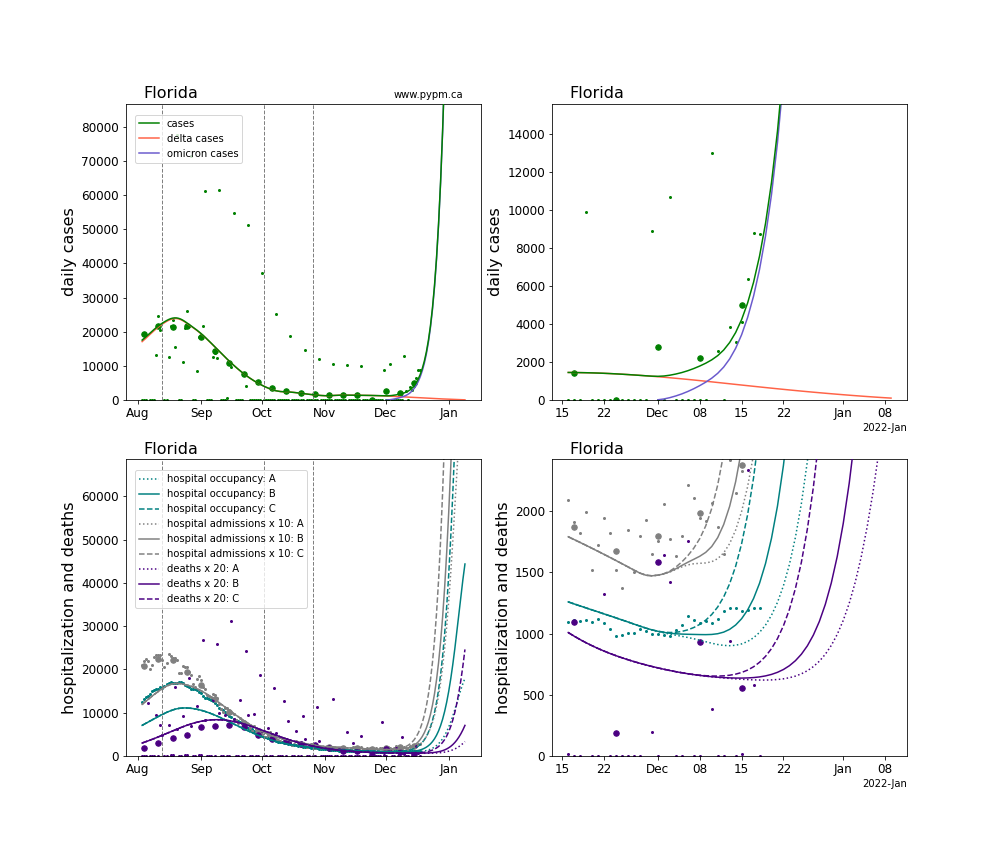 Florida
www.pypm.ca
daily cases
80000
70000
60000
50000
40000
30000
20000
10000
0
cases
delta cases
omicron cases
Aug Sep Oct Nov Dec Jan
Florida
daily cases
14000
12000
10000
8000
6000
4000
2000
0
15 22 Dec 08 15 22 Jan 08
2022-Jan
Florida
hospitalization and deaths
60000
50000
40000
30000
20000
10000
0
hospital occupancy: A
hospital occupancy: B
hospital occupancy: C
hospital admissions x 10: A
hospital admissions x 10: B
hospital admissions x 10: C
deaths x 20: A
deaths x 20: B
deaths x 20: C
Aug Sep Oct Nov Dec Jan
Florida
hospitalization and deaths
2000
1500
1000
500
0
15 22 Dec 08 15 22 Jan 08
2022-Jan